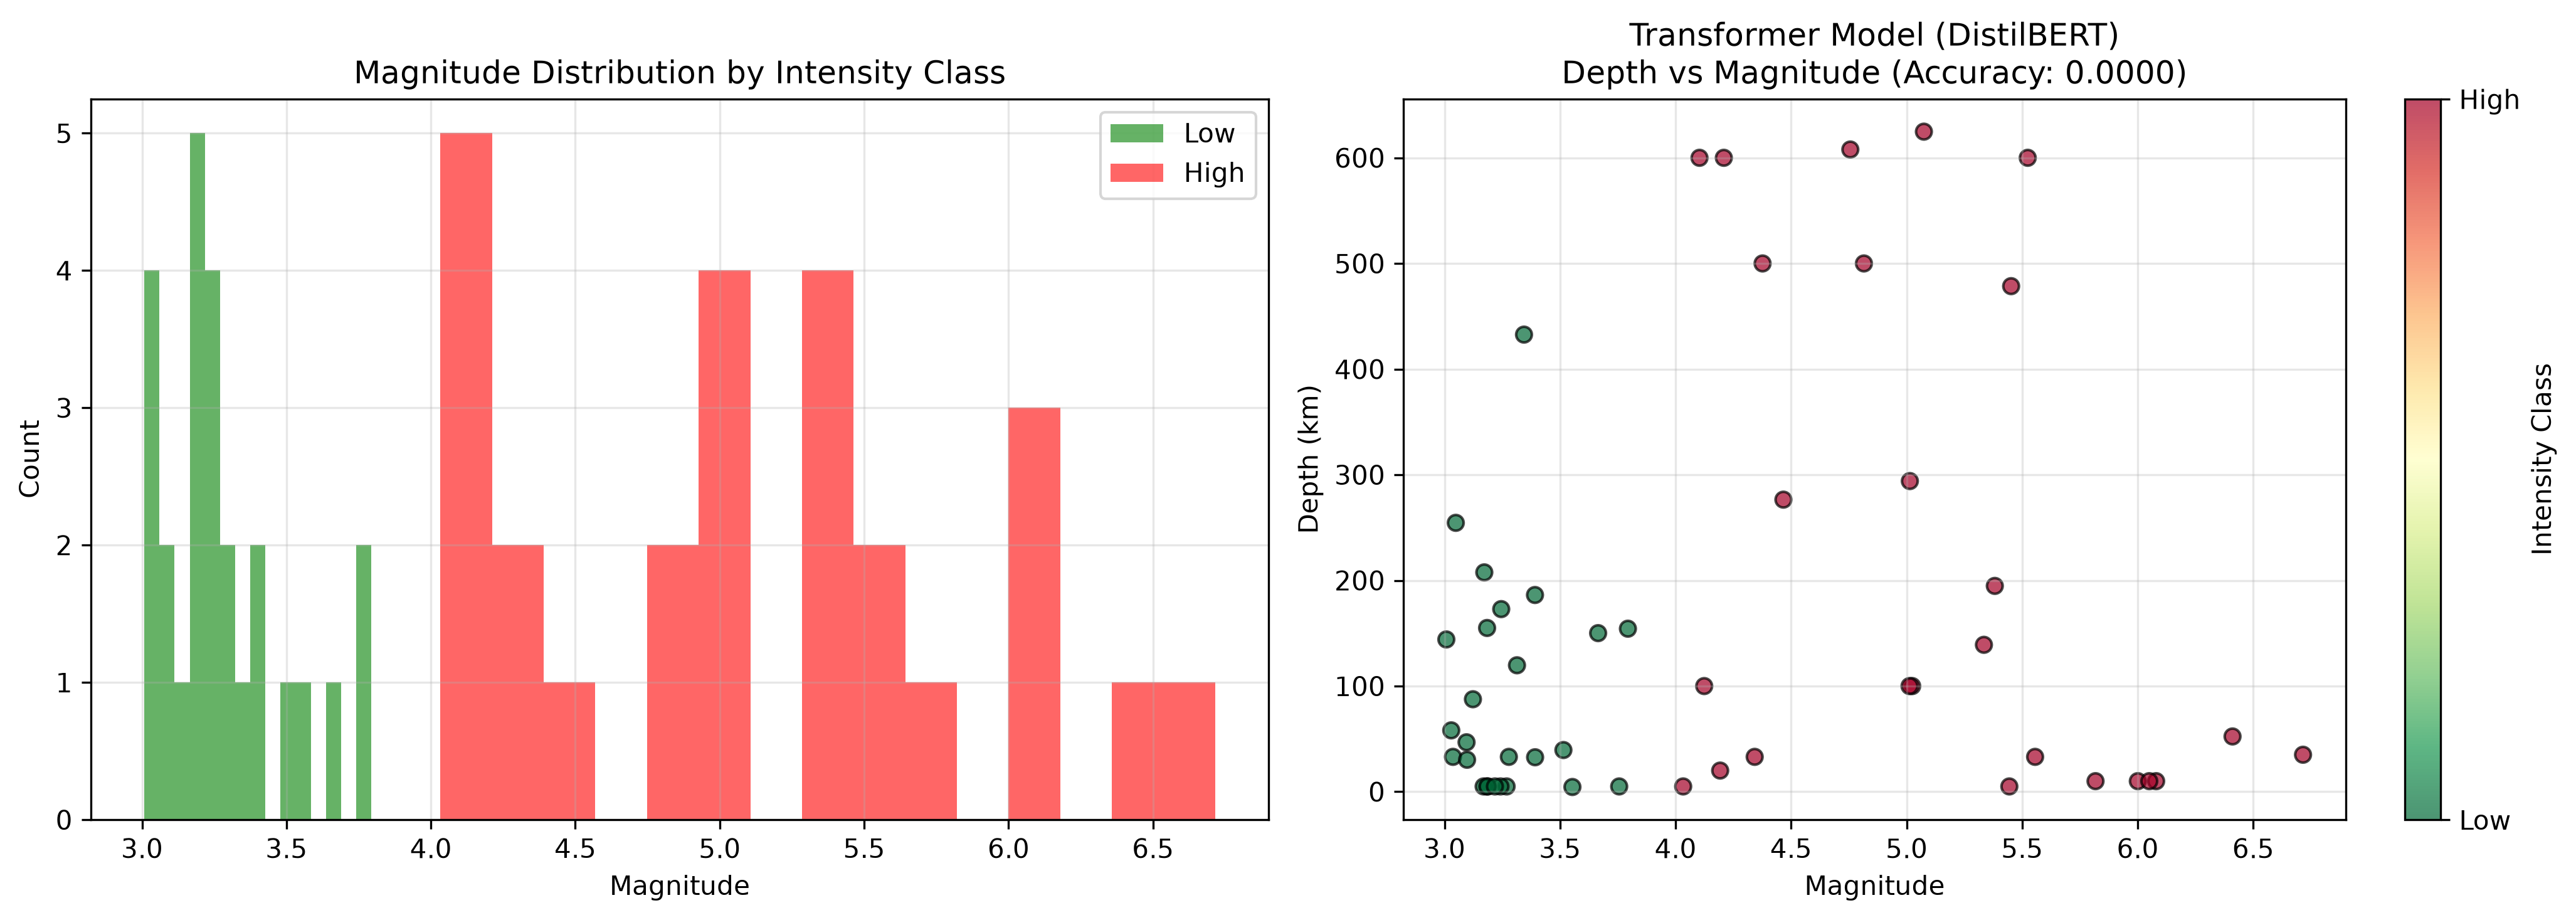 Magnitude Distribution by Intensity Class
5
4
3
2
1
0
Count
3.0 3.5 4.0 4.5 5.0 5.5 6.0 6.5
Magnitude
Low
High
Transformer Model (DistilBERT)
Depth vs Magnitude (Accuracy: 0.0000)
600
500
400
300
200
100
0
Depth (km)
3.0 3.5 4.0 4.5 5.0 5.5 6.0 6.5
Magnitude
High
Low
Intensity Class